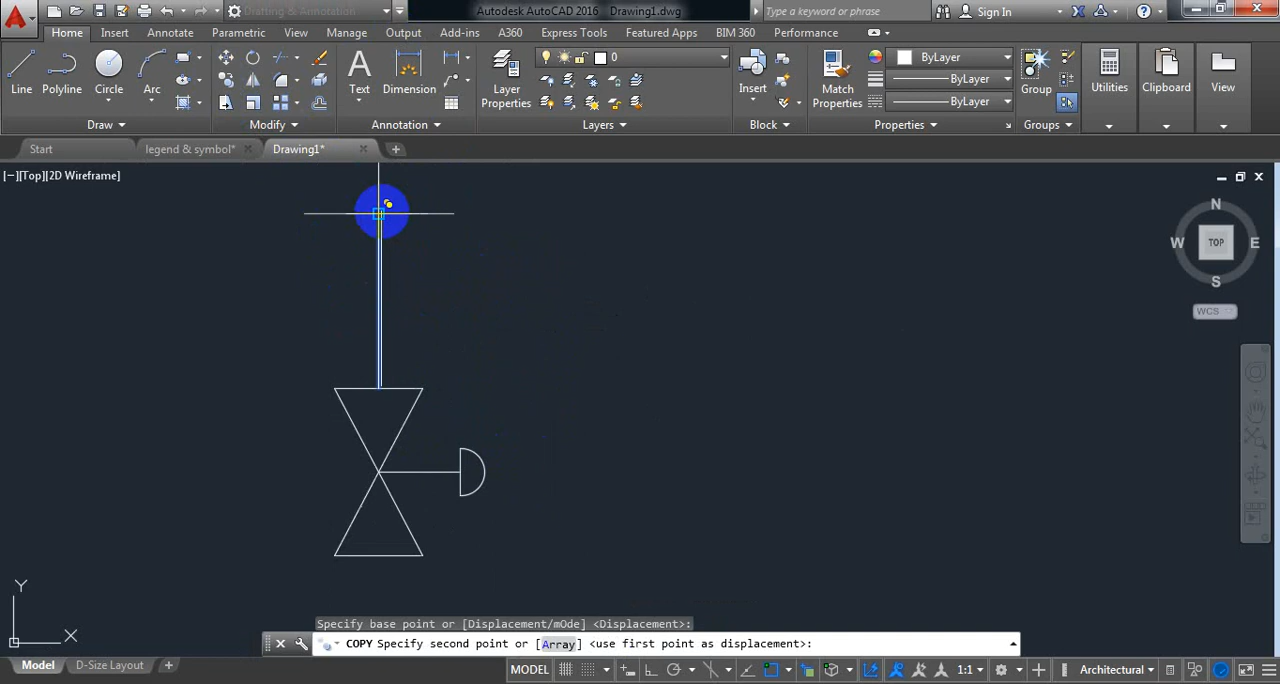 Drafting & Annotation
Autodesk AutoCAD 2016 Drawing1.dwg
Type a keyword or phrase
Sign In
Home Insert Annotate Parametric View Manage Output Add-ins A360 Express Tools Featured Apps BIM 360 Performance
0
ByLayer
ByLayer
ByLayer
Line Polyline Circle Arc Text Dimension Layer Properties Insert Match Properties Group Utilities Clipboard View
Draw Modify Annotation Layers Block Properties Groups
Start legend & symbol* Drawing1*
[−][Top][2D Wireframe]
N
W TOP E
S
WCS
Y
X
Specify base point or [Displacement/mOde] <Displacement>:
COPY Specify second point or [Array] <use first point as displacement>:
Model D-Size Layout
MODEL 1:1 Architectural